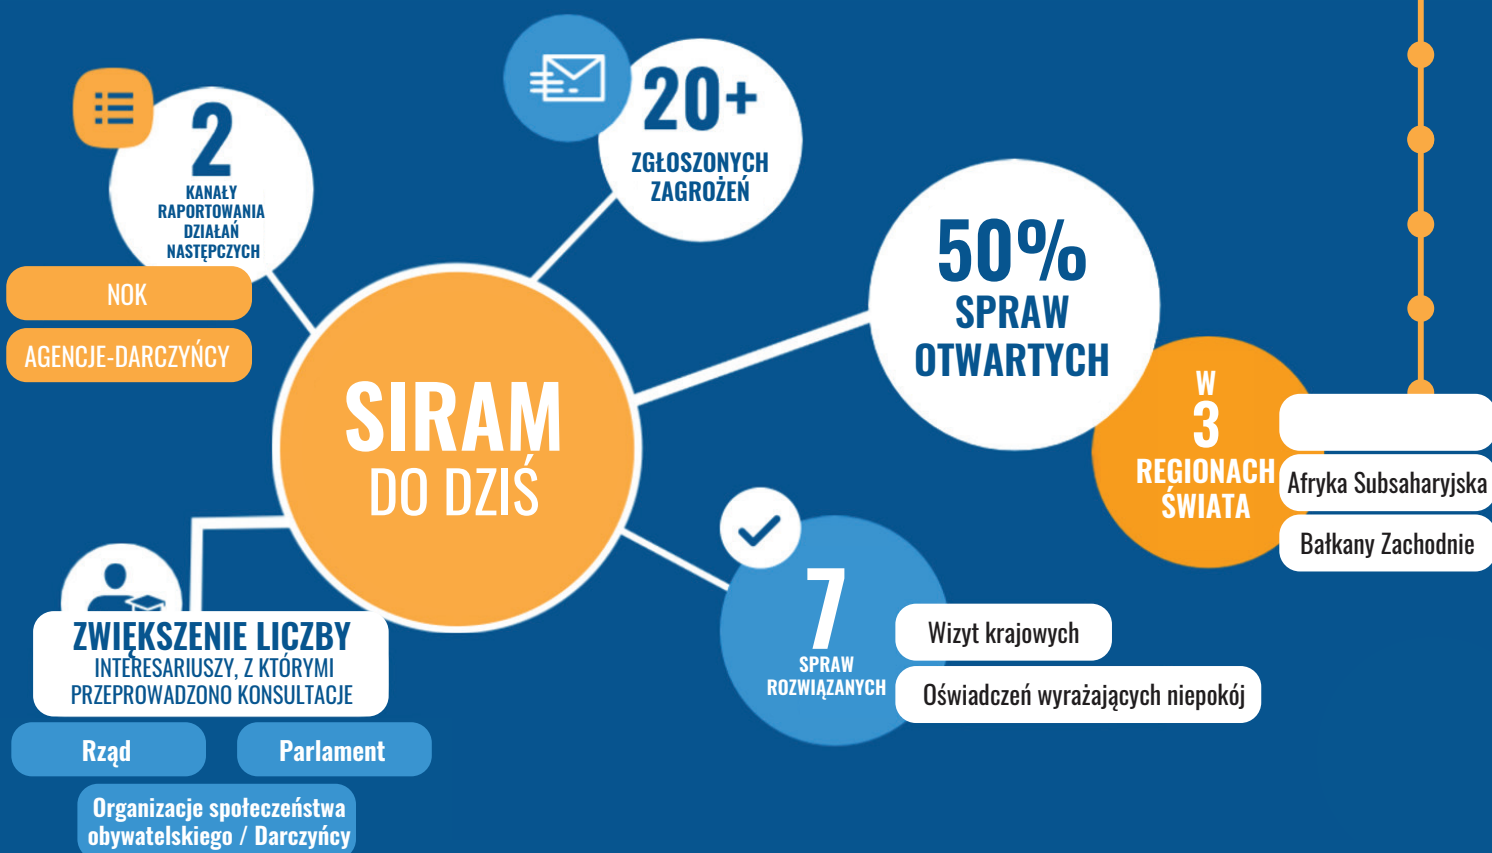 2
KANAŁY
RAPORTOWANIA
DZIAŁAŃ
NASTĘPCZYCH
NOK
AGENCJE-DARCZYŃCY
20+
ZGŁOSZONYCH
ZAGROŻEŃ
50%
SPRAW
OTWARTYCH
W
3
REGIONACH
ŚWIATA
Afryka Subsaharyjska
Bałkany Zachodnie
SIRAM
DO DZIŚ
7
SPRAW
ROZWIĄZANYCH
Wizyt krajowych
Oświadczeń wyrażających niepokój
ZWIĘKSZENIE LICZBY
INTERESARIUSZY, Z KTÓRYMI
PRZEPROWADZONO KONSULTACJE
Rząd
Parlament
Organizacje społeczeństwa
obywatelskiego / Darczyńcy